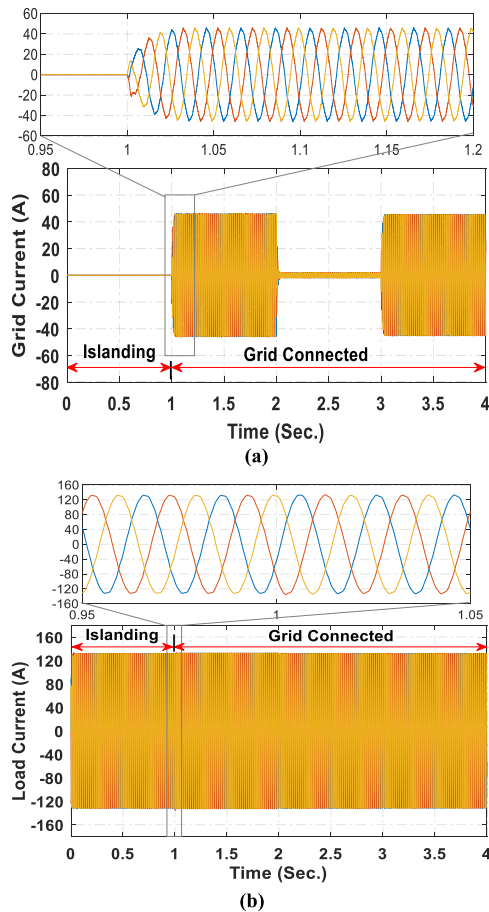 60
40
20
0
-20
-40
-60
0.95 1 1.05 1.1 1.15 1.2
Grid Current (A)
80
60
40
20
0
-20
-40
-60
-80
Islanding Grid Connected
0 0.5 1 1.5 2 2.5 3 3.5 4
Time (Sec.)
(a)
160
120
80
40
0
-40
-80
-120
-160
0.95 1 1.05
Load Current (A)
160
120
80
40
0
-40
-80
-120
-160
Islanding Grid Connected
0 0.5 1 1.5 2 2.5 3 3.5 4
Time (Sec.)
(b)